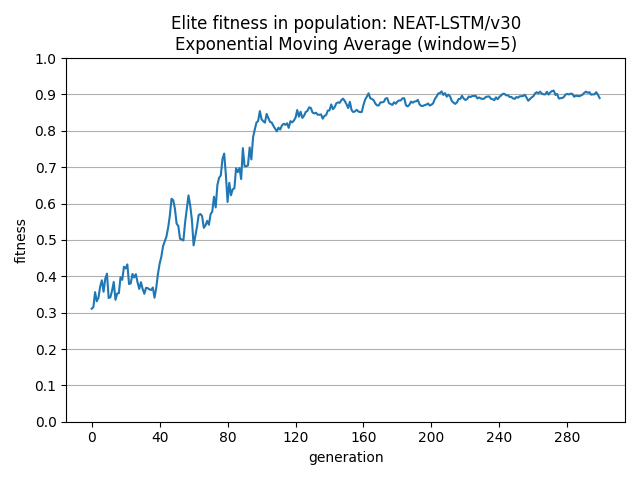 Elite fitness in population: NEAT-LSTM/v30
Exponential Moving Average (window=5)
1.0
0.9
0.8
0.7
0.6
0.5
0.4
0.3
0.2
0.1
0.0
fitness
0 40 80 120 160 200 240 280
generation